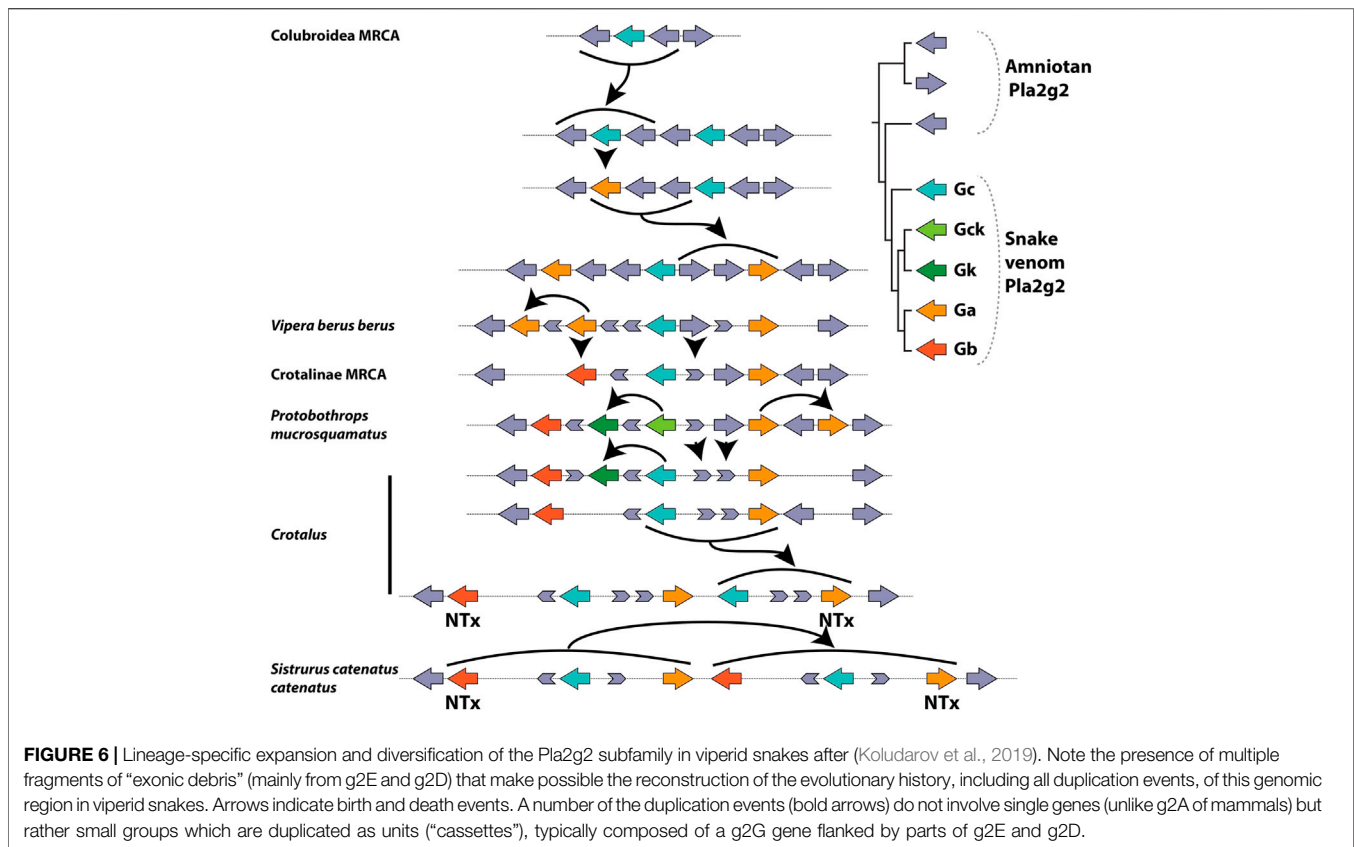 Colubroidea MRCA
Amniotan
Pla2g2
Gc
Gck
Gk
Ga
Gb
Snake
venom
Pla2g2
Vipera berus berus
Crotalinae MRCA
Protobothrops
mucrosquamatus
Crotalus
NTx
NTx
Sistrurus catenatus
catenatus
NTx
NTx
FIGURE 6 | Lineage-specific expansion and diversification of the Pla2g2 subfamily in viperid snakes after (Koludarov et al., 2019). Note the presence of multiple
fragments of “exonic debris” (mainly from g2E and g2D) that make possible the reconstruction of the evolutionary history, including all duplication events, of this genomic
region in viperid snakes. Arrows indicate birth and death events. A number of the duplication events (bold arrows) do not involve single genes (unlike g2A of mammals) but
rather small groups which are duplicated as units (“cassettes”), typically composed of a g2G gene flanked by parts of g2E and g2D.